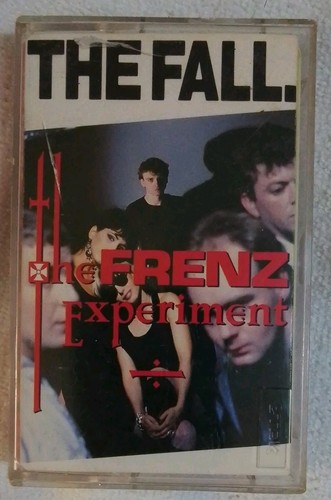 THE FALL.
the FRENZ
Experiment